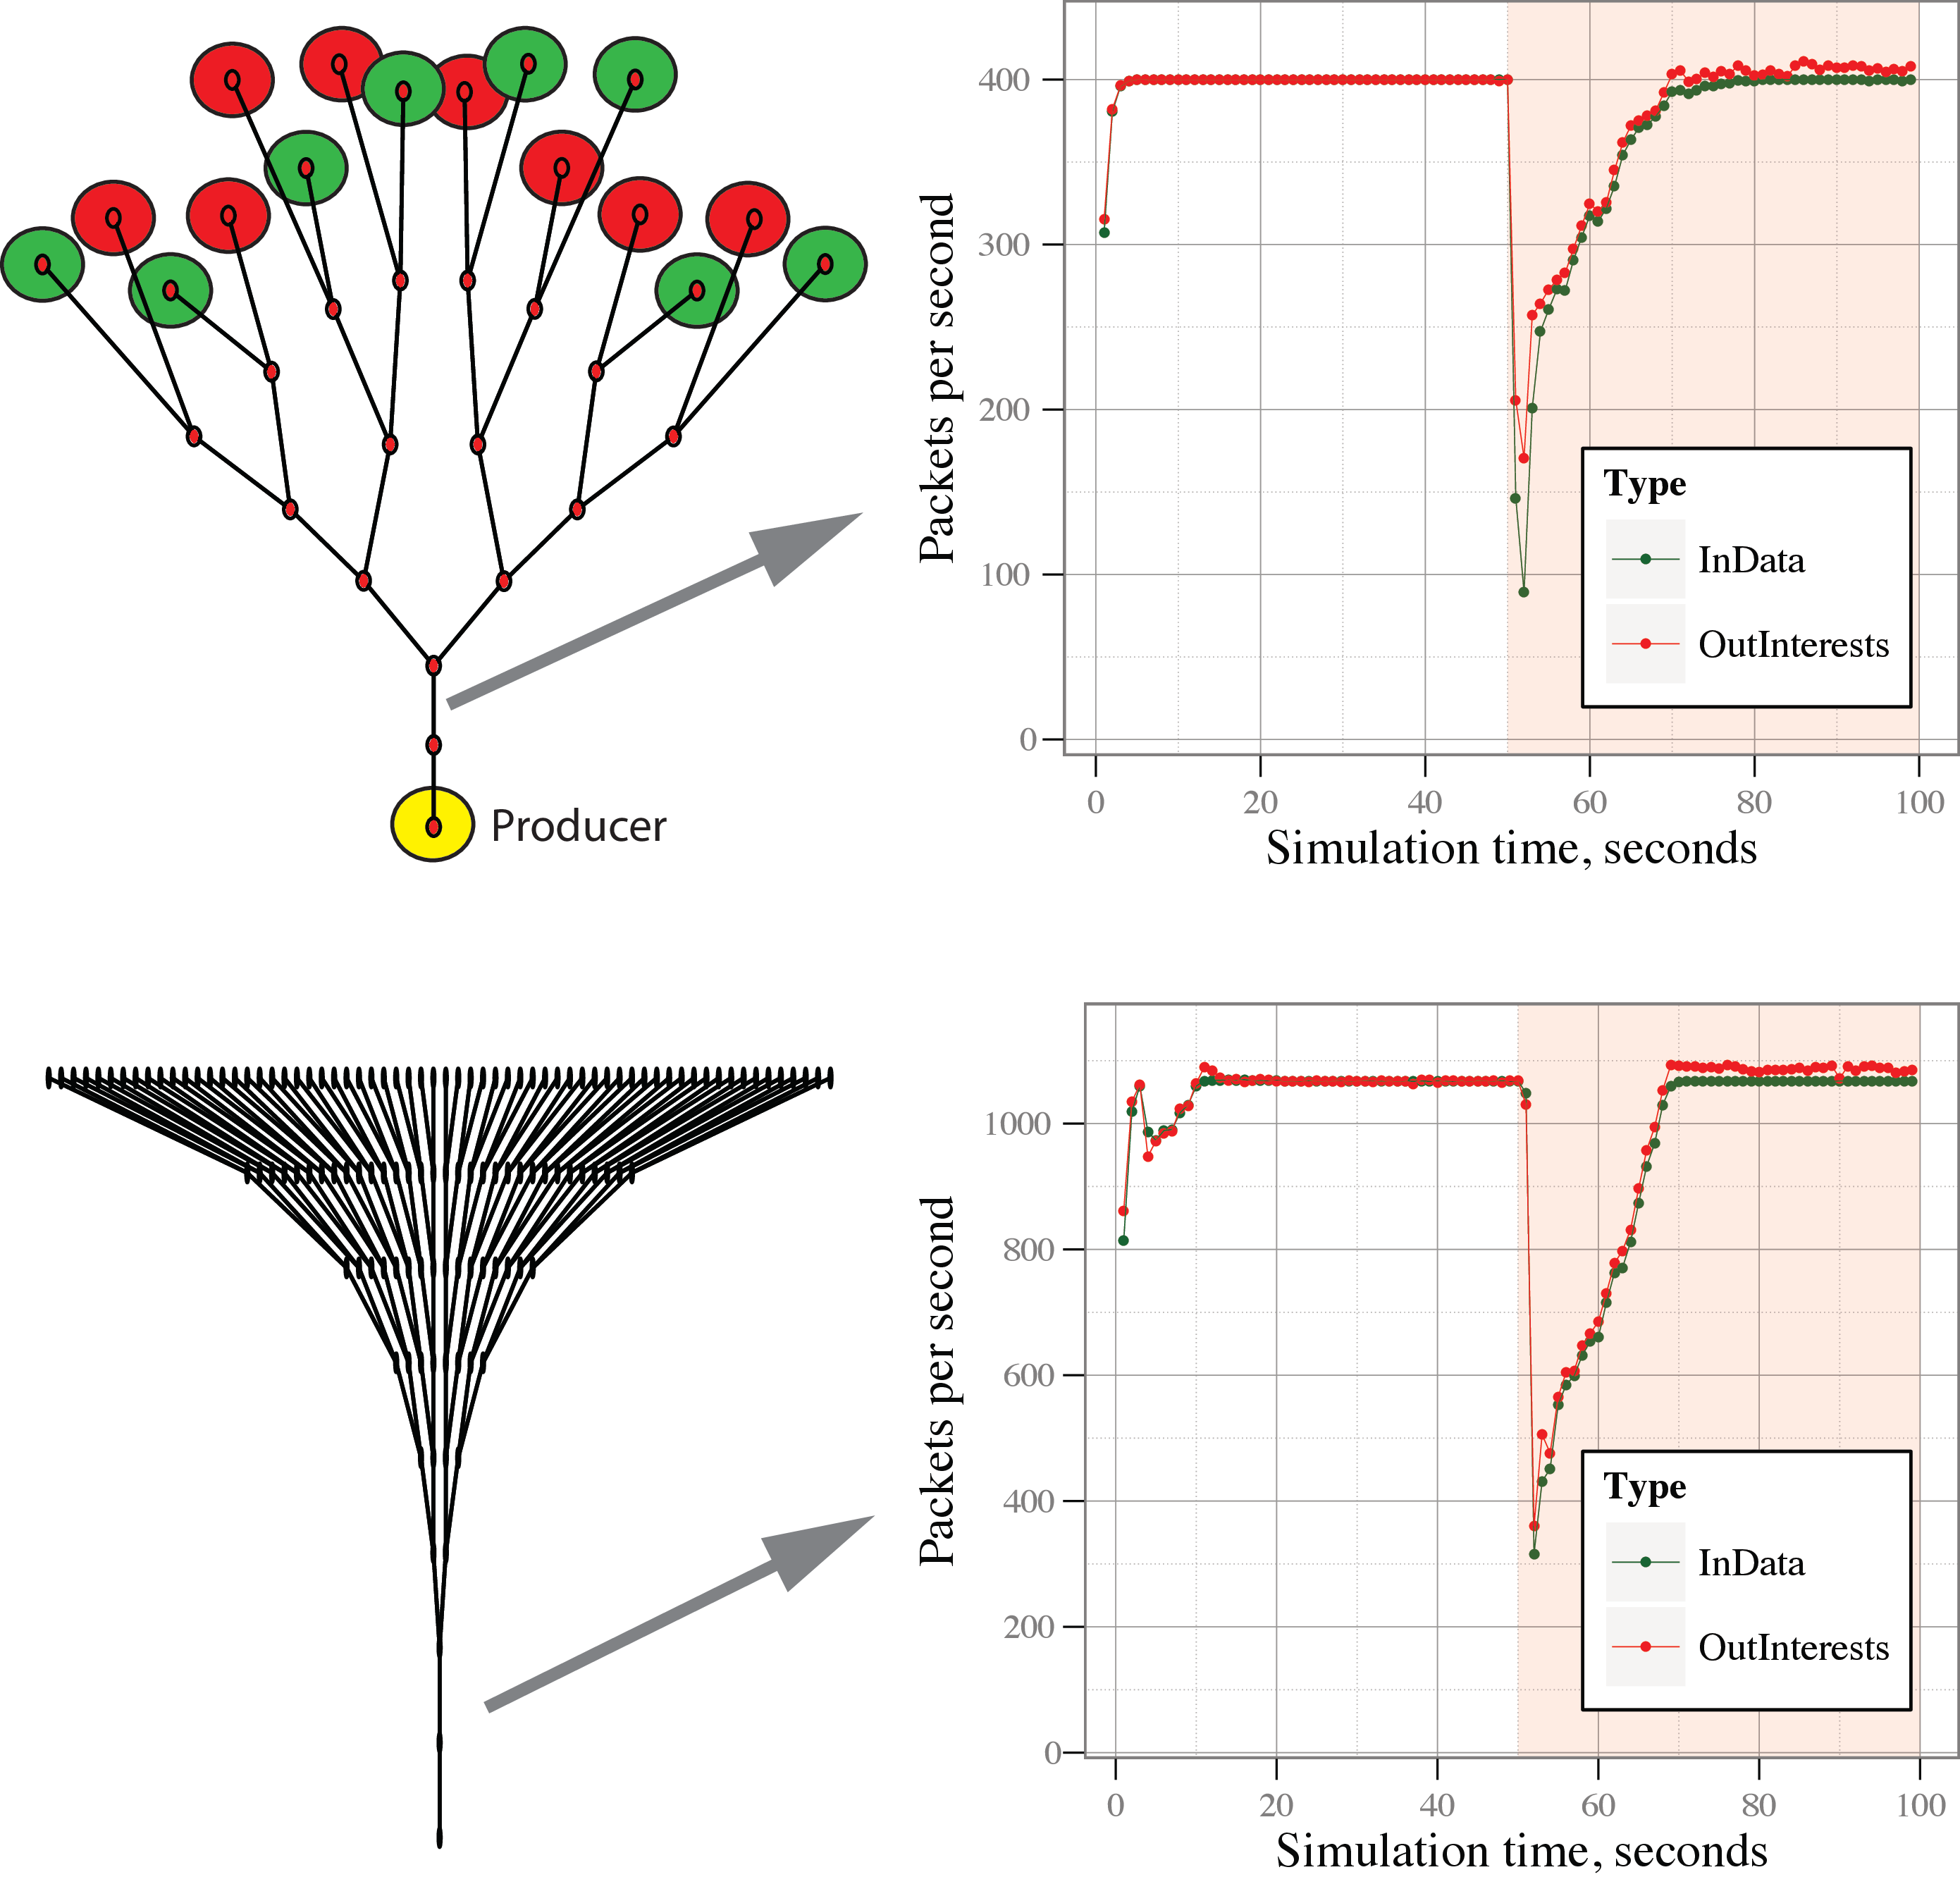 Producer
Packets per second
400
300
200
100
0
0 20 40 60 80 100
Simulation time, seconds
Type
InData
OutInterests
Packets per second
1000
800
600
400
200
0
0 20 40 60 80 100
Simulation time, seconds
Type
InData
OutInterests